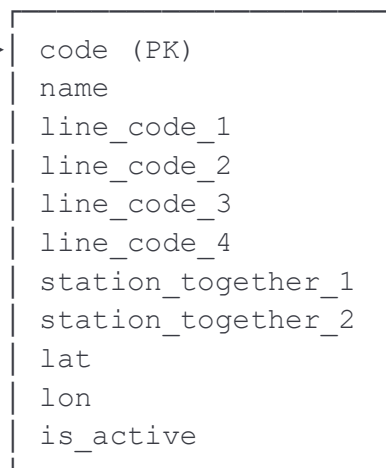 code (PK)
name
line_code_1
line_code_2
line_code_3
line_code_4
station_together_1
station_together_2
lat
lon
is_active